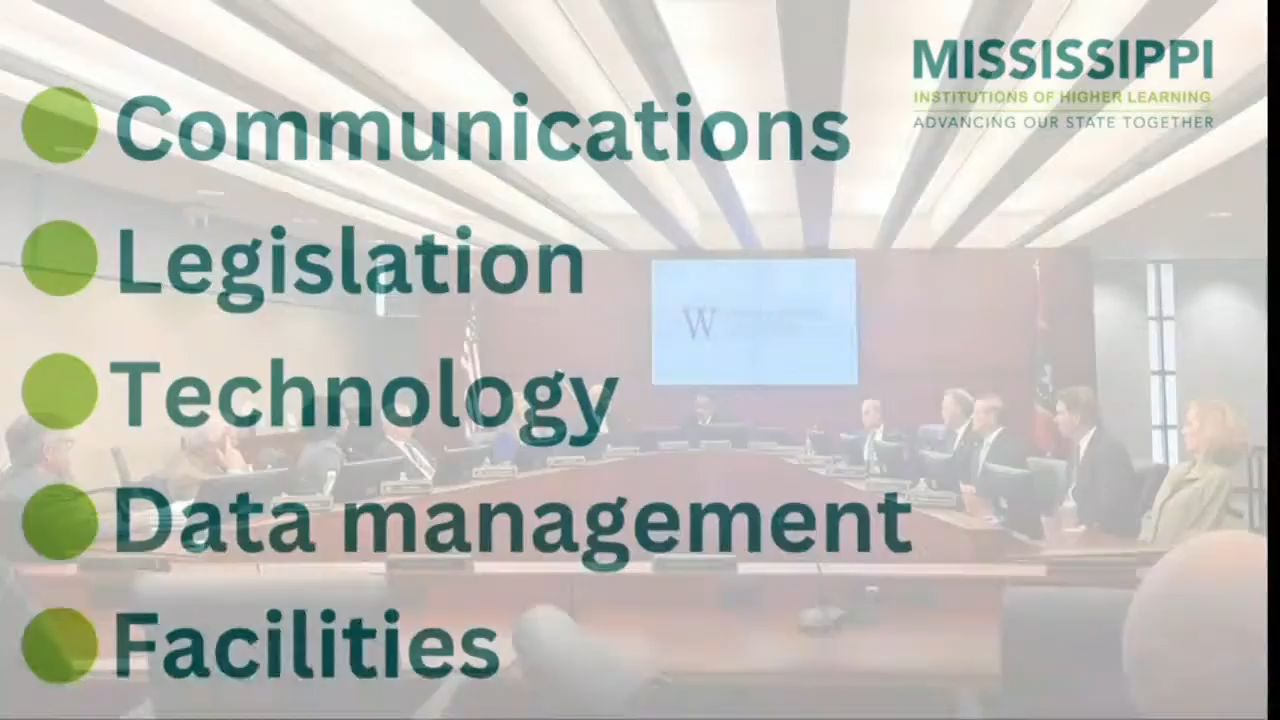 MISSISSIPPI
INSTITUTIONS OF HIGHER LEARNING
ADVANCING OUR STATE TOGETHER
Communications
Legislation
Technology
Data management
Facilities
W